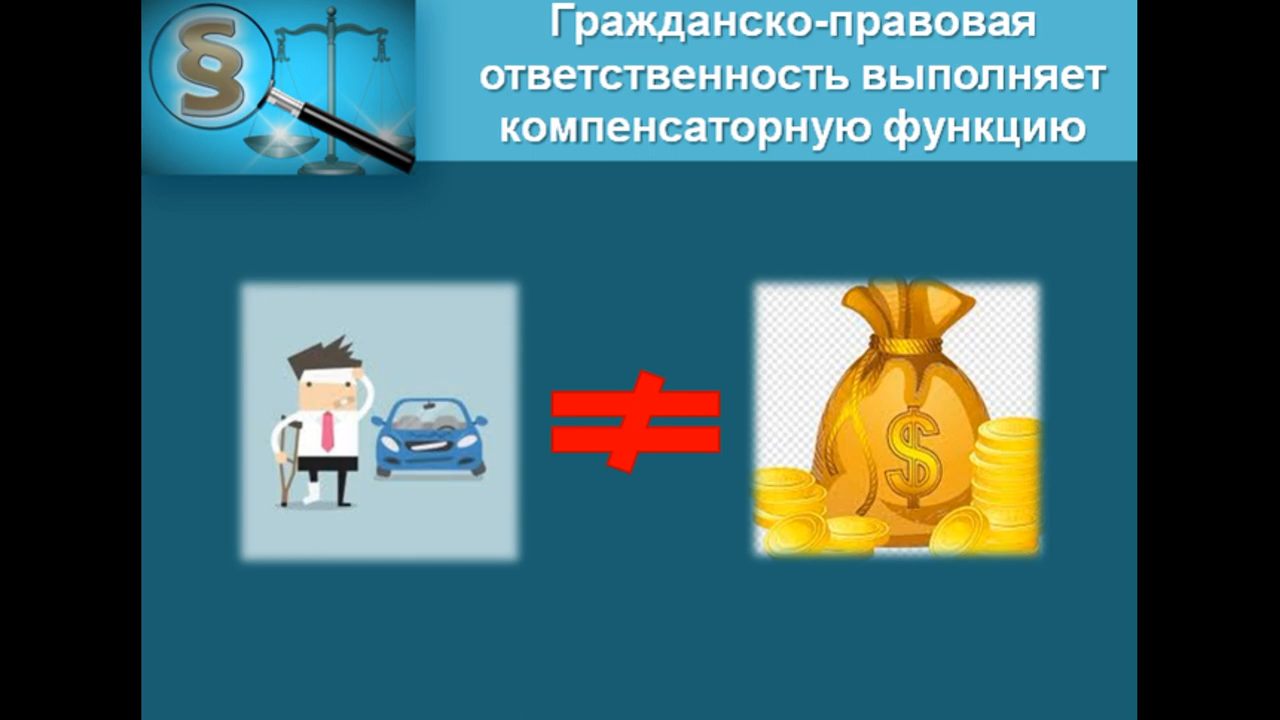 §
Гражданско-правовая
ответственность выполняет
компенсаторную функцию
$